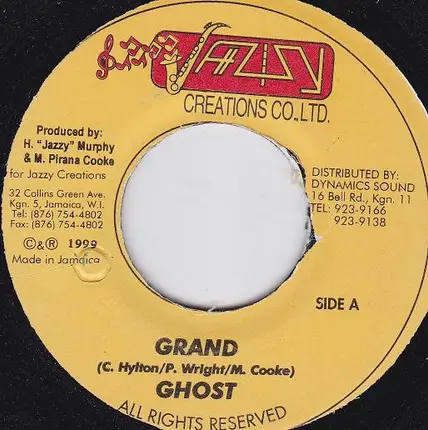 JAZZY
CREATIONS CO., LTD.
Produced by:
H. "Jazzy" Murphy
& M. Pirana Cooke
for Jazzy Creations
32 Collins Green Ave.
Kgn. 5, Jamaica, W.I.
Tel: (876) 754-4802
Fax: (876) 754-4802
©&℗ 1999
Made in Jamaica
DISTRIBUTED BY:
DYNAMICS SOUND
16 Bell Rd., Kgn. 11
TEL: 923-9166
923-9138
SIDE A
GRAND
(C. Hylton/P. Wright/M. Cooke)
GHOST
ALL RIGHTS RESERVED